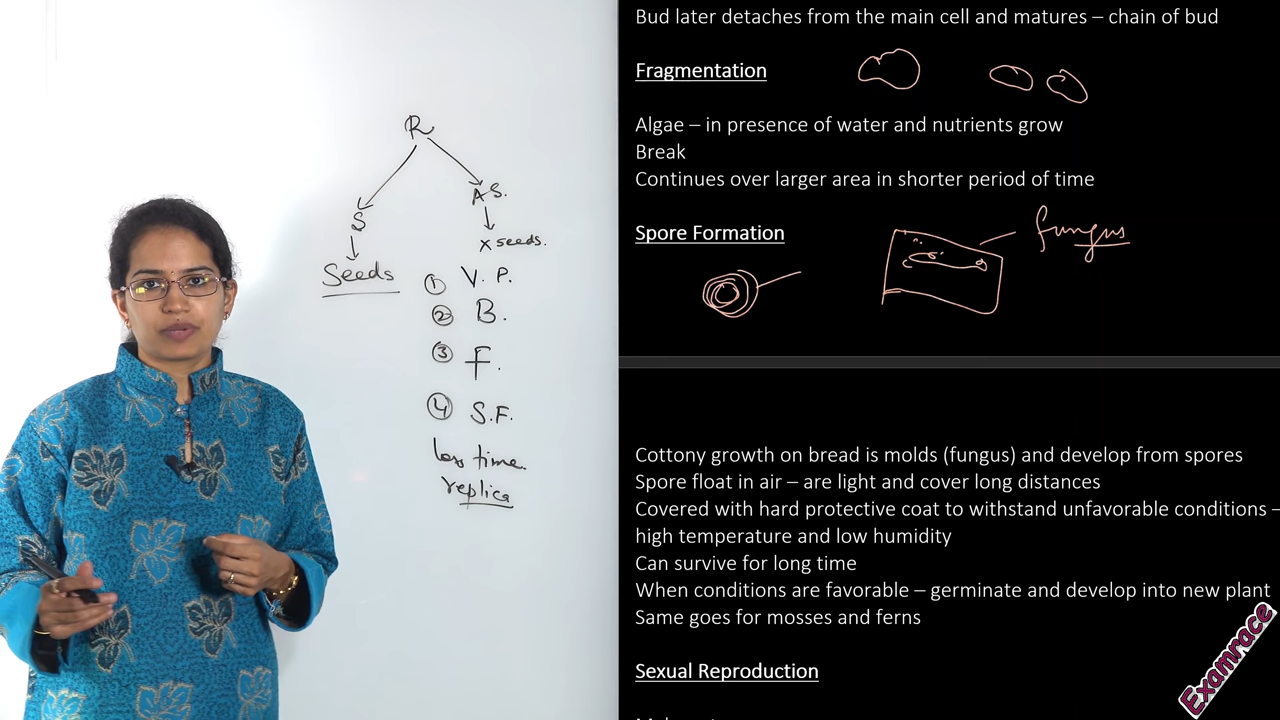 R
S
A S.
Seeds
x seeds.
① V. P.
② B.
③ F.
④ S.F.
less time.
replica
Bud later detaches from the main cell and matures – chain of bud
Fragmentation
Algae – in presence of water and nutrients grow
Break
Continues over larger area in shorter period of time
Spore Formation
fungus
Cottony growth on bread is molds (fungus) and develop from spores
Spore float in air – are light and cover long distances
Covered with hard protective coat to withstand unfavorable conditions –
high temperature and low humidity
Can survive for long time
When conditions are favorable – germinate and develop into new plant
Same goes for mosses and ferns
Sexual Reproduction
Examrace